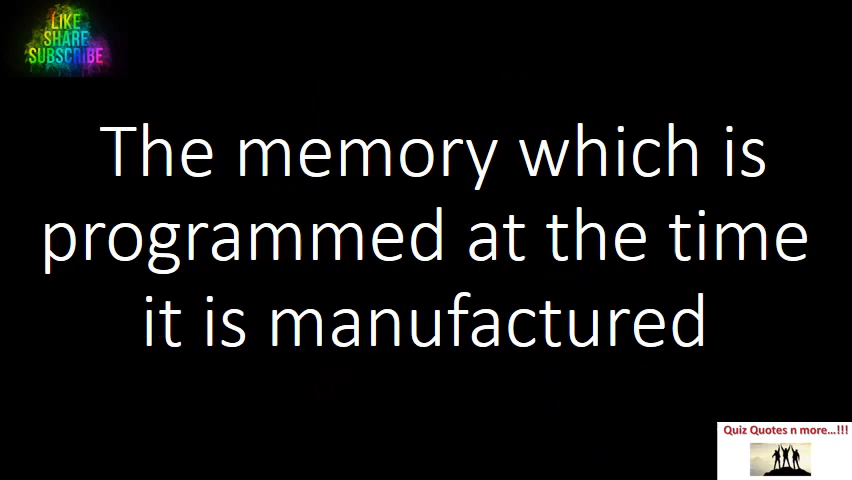 LIKE
SHARE
SUBSCRIBE
The memory which is
programmed at the time
it is manufactured
Quiz Quotes n more...!!!